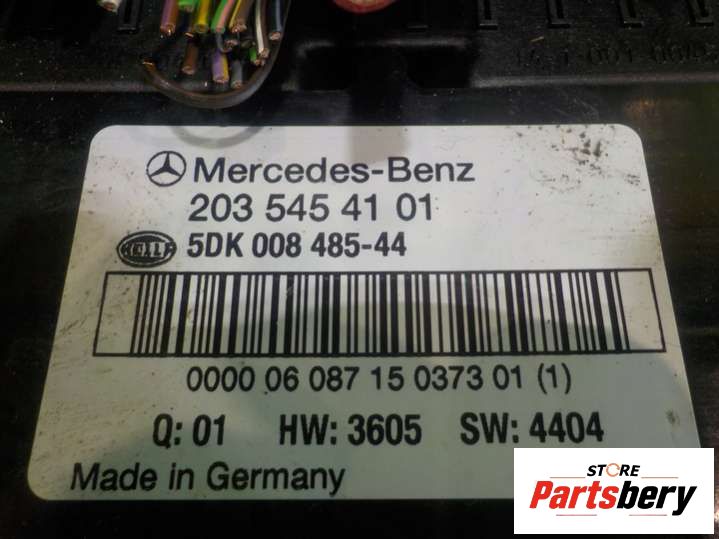 Mercedes-Benz
203 545 41 01
HELLA 5DK 008 485-44
0000 06 087 15 0373 01 (1)
Q: 01 HW: 3605 SW: 4404
Made in Germany
STORE
Partsbery